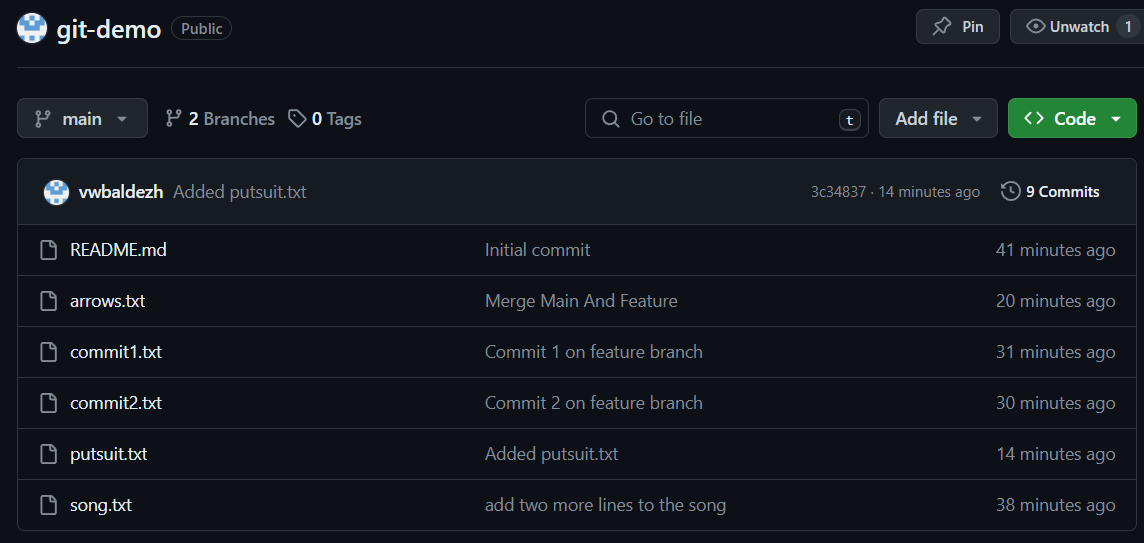 git-demo Public Pin Unwatch 1
main 2 Branches 0 Tags Go to file t Add file Code
vwbaldezh Added putsuit.txt 3c34837 · 14 minutes ago 9 Commits
README.md Initial commit 41 minutes ago
arrows.txt Merge Main And Feature 20 minutes ago
commit1.txt Commit 1 on feature branch 31 minutes ago
commit2.txt Commit 2 on feature branch 30 minutes ago
putsuit.txt Added putsuit.txt 14 minutes ago
song.txt add two more lines to the song 38 minutes ago